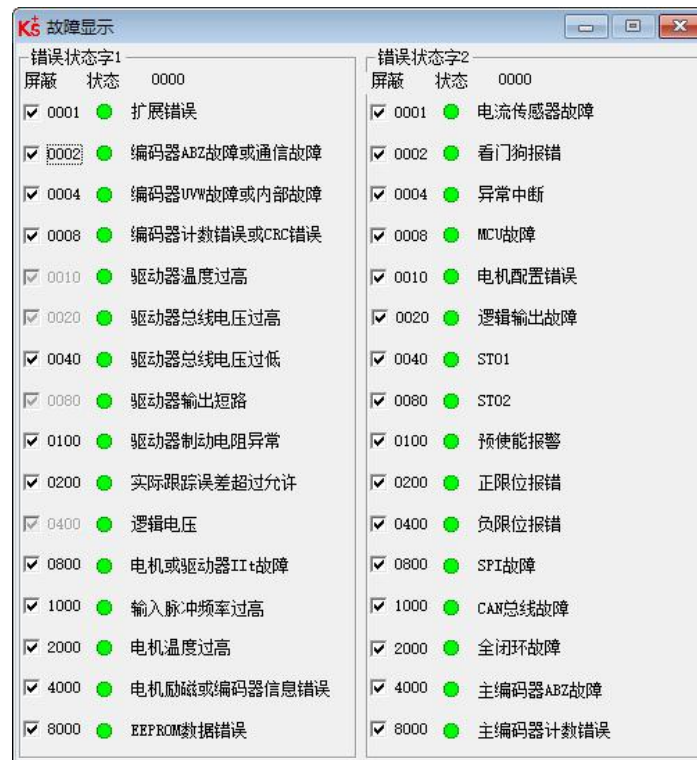 Ks+ 故障显示
错误状态字1
屏蔽 状态 0000
0001 扩展错误
0002 编码器ABZ故障或通信故障
0004 编码器UVW故障或内部故障
0008 编码器计数错误或CRC错误
0010 驱动器温度过高
0020 驱动器总线电压过高
0040 驱动器总线电压过低
0080 驱动器输出短路
0100 驱动器制动电阻异常
0200 实际跟踪误差超过允许
0400 逻辑电压
0800 电机或驱动器IIt故障
1000 输入脉冲频率过高
2000 电机温度过高
4000 电机励磁或编码器信息错误
8000 EEPROM数据错误
错误状态字2
屏蔽 状态 0000
0001 电流传感器故障
0002 看门狗报错
0004 异常中断
0008 MCU故障
0010 电机配置错误
0020 逻辑输出故障
0040 STO1
0080 STO2
0100 预使能报警
0200 正限位报错
0400 负限位报错
0800 SPI故障
1000 CAN总线故障
2000 全闭环故障
4000 主编码器ABZ故障
8000 主编码器计数错误